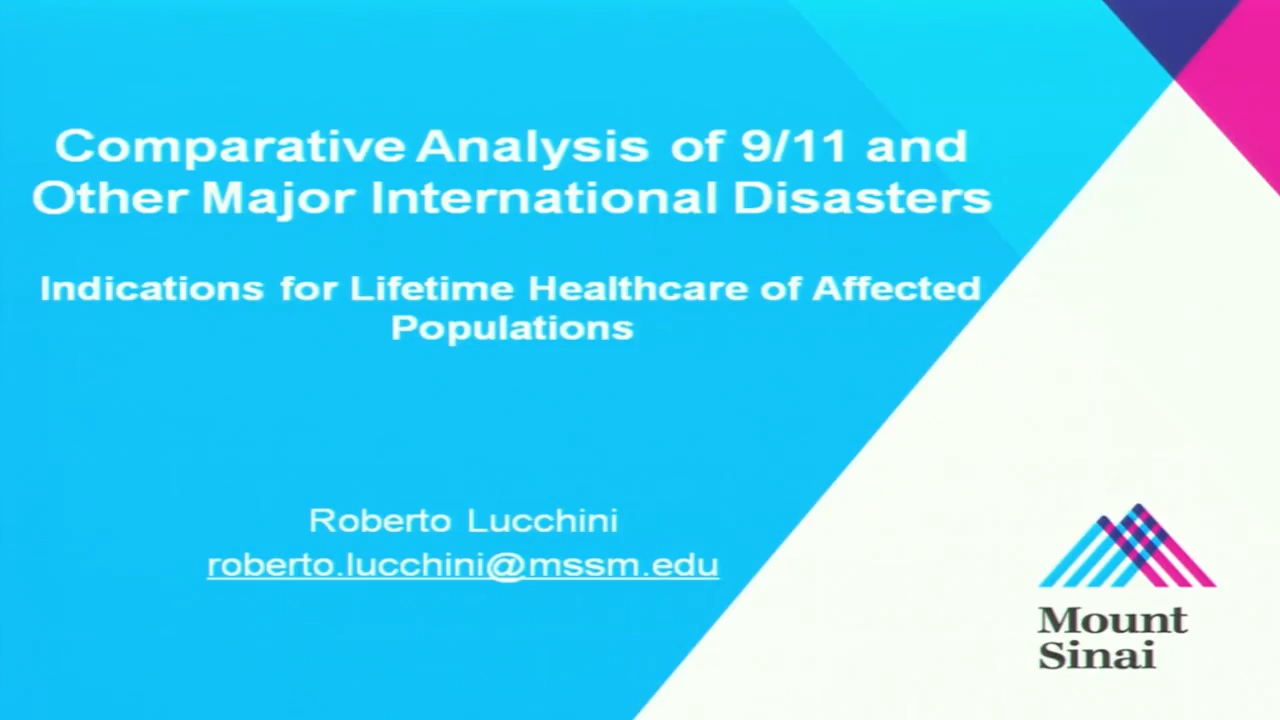 Comparative Analysis of 9/11 and
Other Major International Disasters
Indications for Lifetime Healthcare of Affected
Populations
Roberto Lucchini
roberto.lucchini@mssm.edu
Mount
Sinai